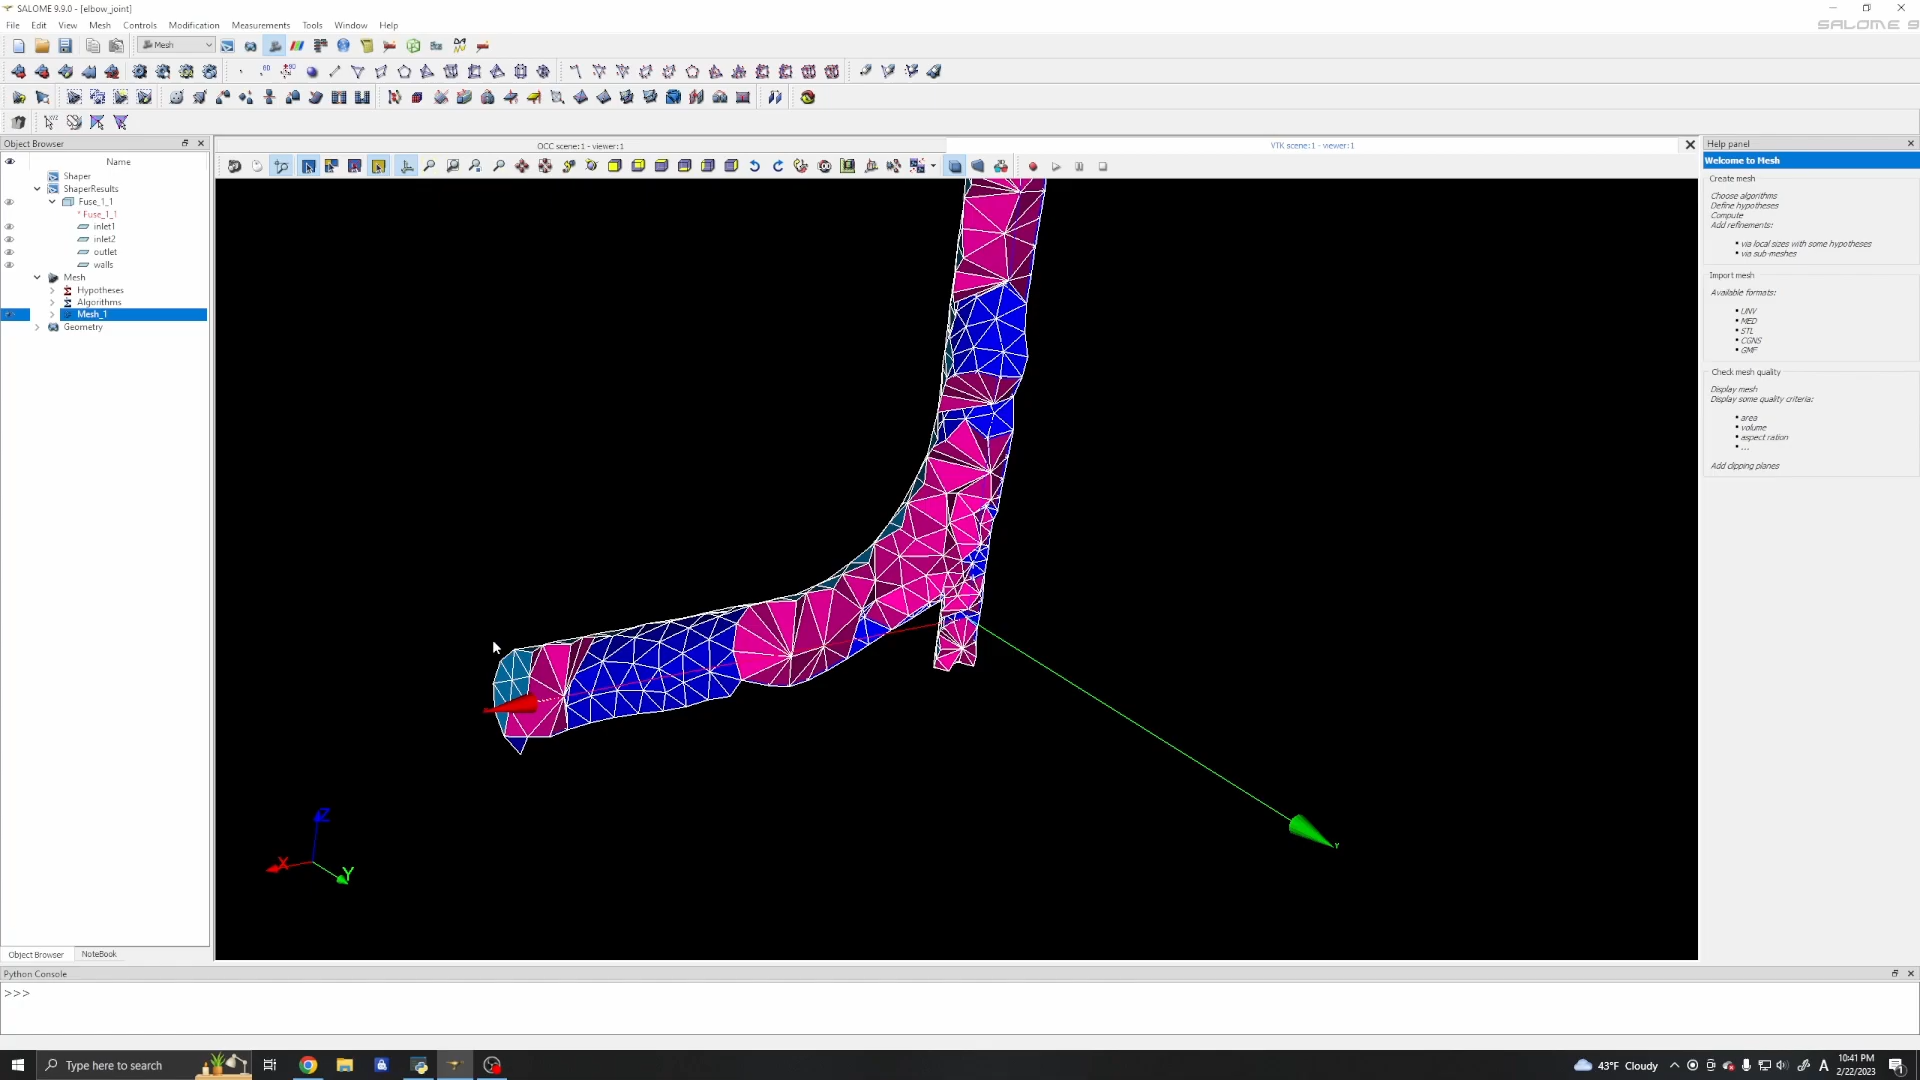 SALOME 9.9.0 - [elbow_joint]
File Edit View Mesh Controls Modification Measurements Tools Window Help
SALOME 9
Mesh
Object Browser
OCC scene:1 - viewer:1
VTK scene:1 - viewer:1
Help panel
Name
Welcome to Mesh
Shaper
ShaperResults
Fuse_1_1
* Fuse_1_1
inlet1
inlet2
outlet
walls
Mesh
Hypotheses
Algorithms
Mesh_1
Geometry
Create mesh
Choose algorithms
Define hypotheses
Compute
Add refinements:
via local sizes with some hypotheses
via sub-meshes
Import mesh
Available formats:
UNV
MED
STL
CGNS
GMF
Check mesh quality
Display mesh
Display some quality criteria:
area
volume
aspect ration
...
Add clipping planes
Y
Z
X
Y
Object Browser NoteBook
Python Console
>>>
Type here to search
43°F Cloudy
A
10:41 PM
2/22/2023
1